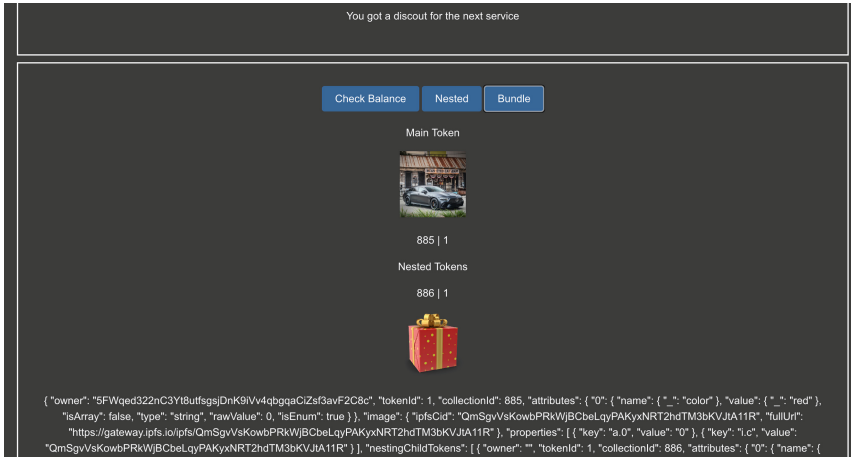 You got a discout for the next service
Check Balance Nested Bundle
Main Token
885 | 1
Nested Tokens
886 | 1
{ "owner": "5FWqed322nC3Yt8utfsgsjDnK9iVv4qbgqaCiZsf3avF2C8c", "tokenId": 1, "collectionId": 885, "attributes": { "0": { "name": { "_": "color" }, "value": { "_": "red" },
"isArray": false, "type": "string", "rawValue": 0, "isEnum": true } }, "image": { "ipfsCid": "QmSgvVsKowbPRkWjBCbeLqyPAKyxNRT2hdTM3bKVJtA11R", "fullUrl":
"https://gateway.ipfs.io/ipfs/QmSgvVsKowbPRkWjBCbeLqyPAKyxNRT2hdTM3bKVJtA11R" }, "properties": [ { "key": "a.0", "value": "0" }, { "key": "i.c", "value":
"QmSgvVsKowbPRkWjBCbeLqyPAKyxNRT2hdTM3bKVJtA11R" } ], "nestingChildTokens": [ { "owner": "", "tokenId": 1, "collectionId": 886, "attributes": { "0": { "name": {